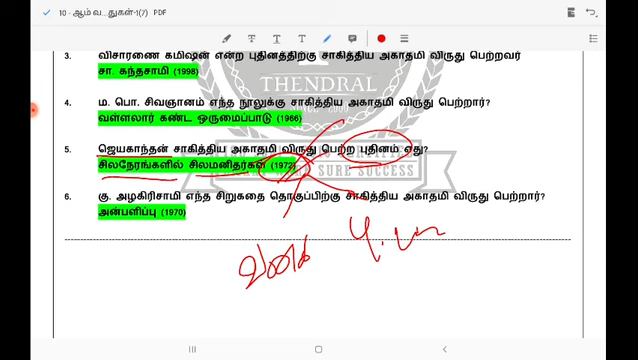 10 - ஆம் வ...துகள்-1(7) PDF
3. விசாரணை கமிஷன் என்ற புதினத்திற்கு சாகித்திய அகாதமி விருது பெற்றவர்
சா. கந்தசாமி (1998)
THENDRAL
4. ம. பொ. சிவஞானம் எந்த நூலுக்கு சாகித்திய அகாதமி விருது பெற்றார்?
வள்ளலார் கண்ட ஒருமைப்பாடு (1966)
5. ஜெயகாந்தன் சாகித்திய அகாதமி விருது பெற்ற புதினம் எது?
சிலநேரங்களில் சிலமனிதர்கள் (1972)
SURE SUCCESS
6. கு. அழகிரிசாமி எந்த சிறுகதை தொகுப்பிற்கு சாகித்திய அகாதமி விருது பெற்றார்?
அன்பளிப்பு (1970)